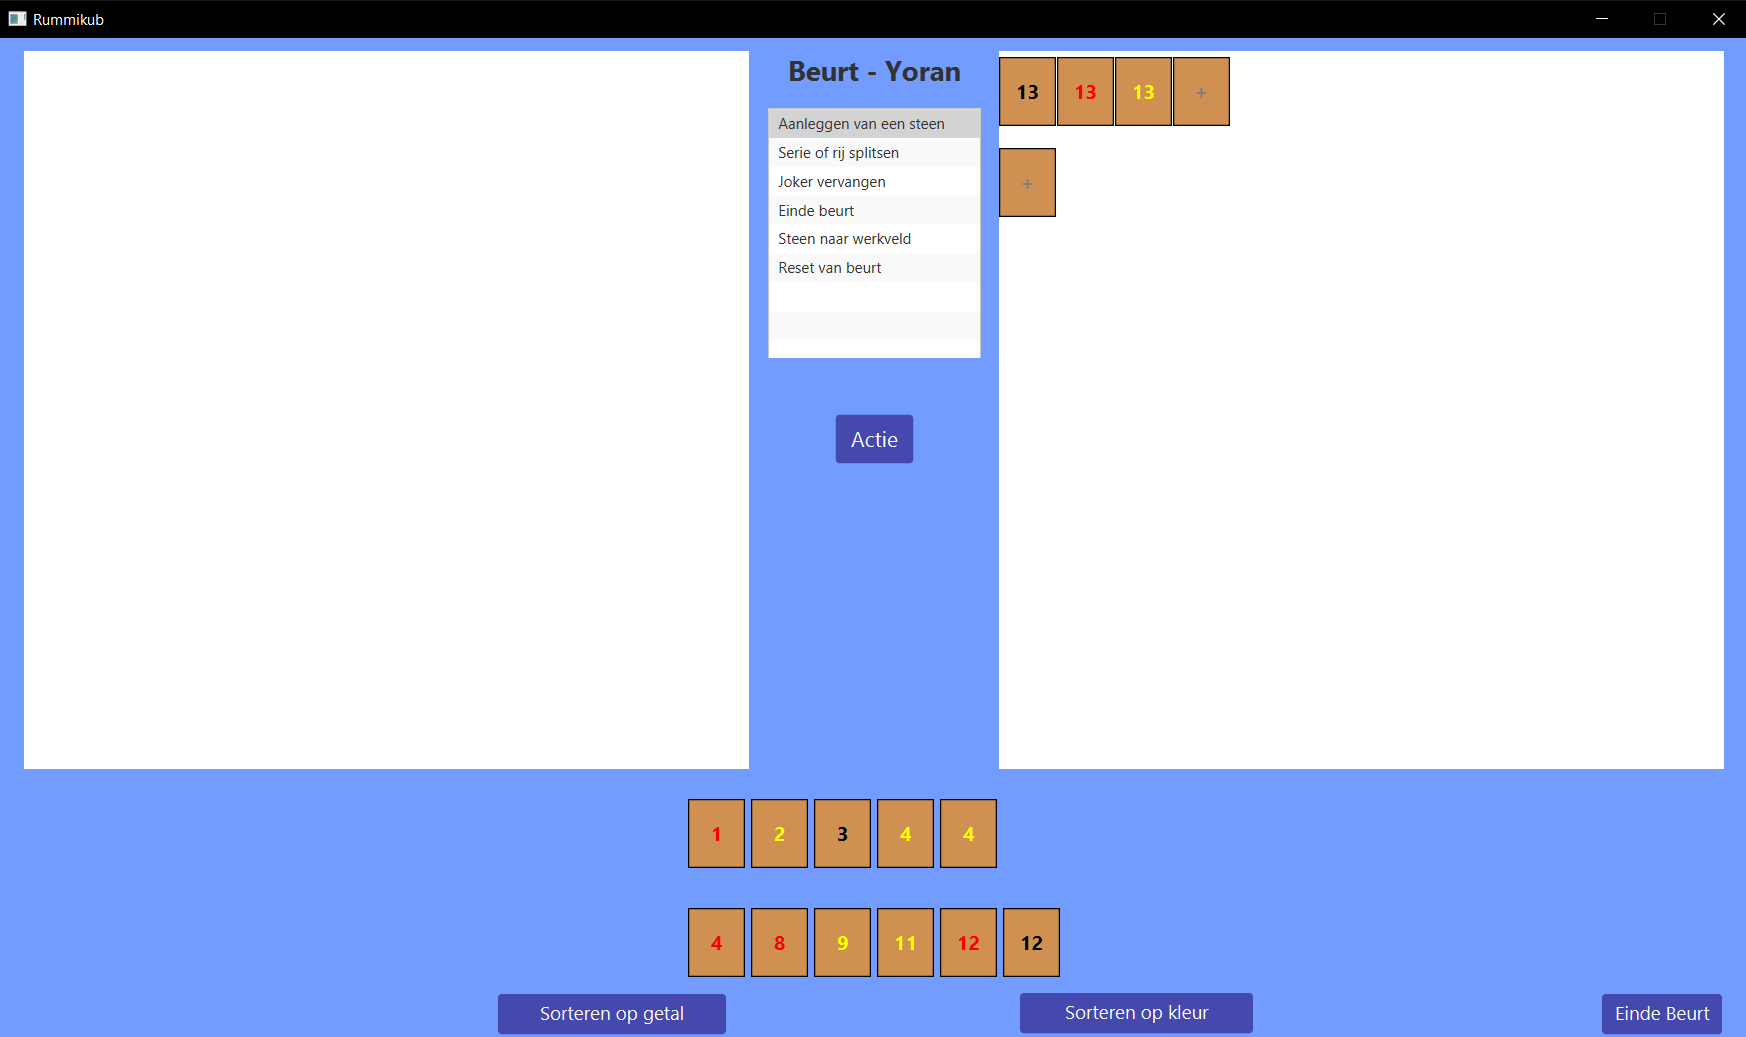 Rummikub
Beurt - Yoran
Aanleggen van een steen
Serie of rij splitsen
Joker vervangen
Einde beurt
Steen naar werkveld
Reset van beurt
Actie
13 13 13 +
+
1 2 3 4 4
4 8 9 11 12 12
Sorteren op getal
Sorteren op kleur
Einde Beurt